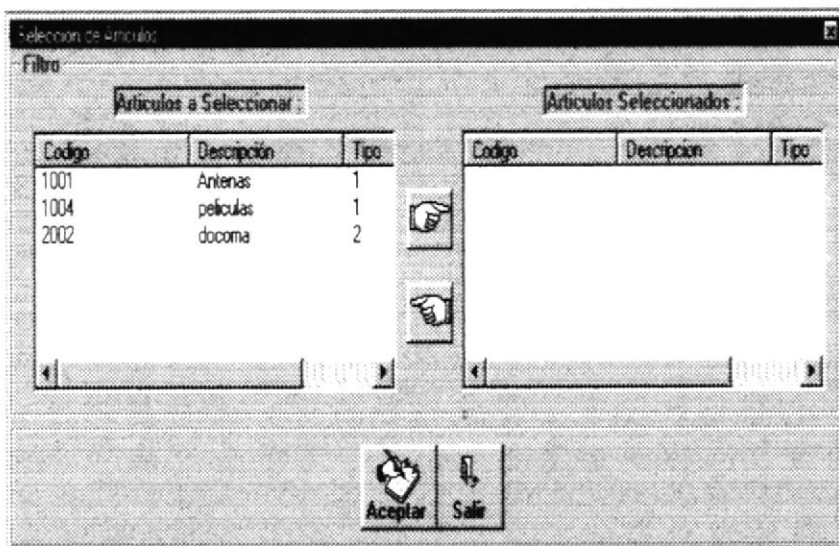 Selección de Articulos
Filtro
Articulos a Seleccionar :
Articulos Seleccionados :
Codigo Descripción Tipo
1001 Antenas 1
1004 peliculas 1
2002 docoma 2
Codigo Descripcion Tipo
Aceptar Salir